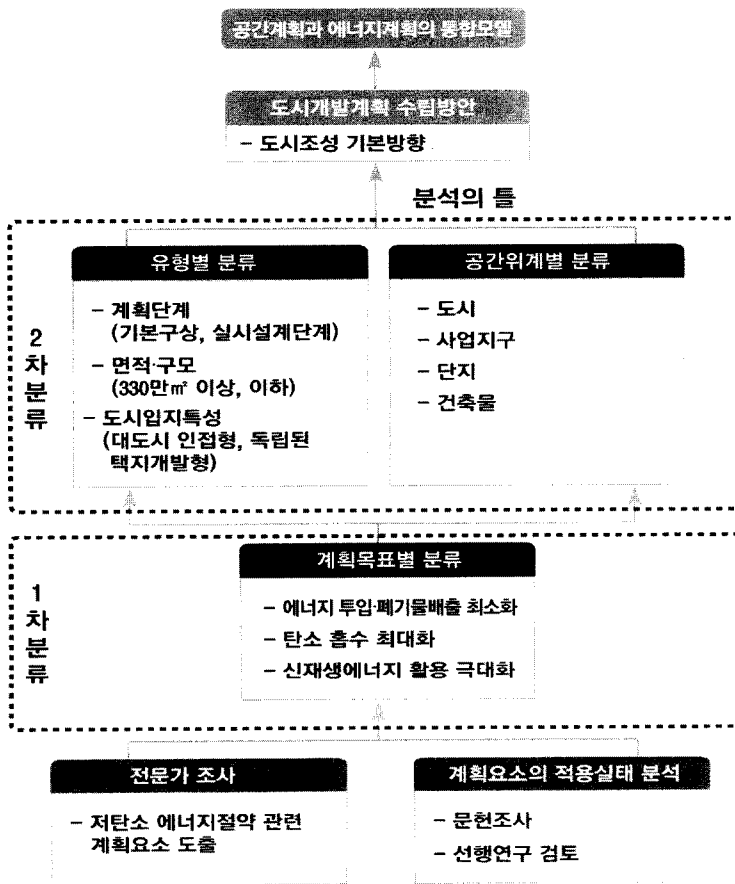 공간계획과 에너지계획의 통합모델
도시개발계획 수립방안
- 도시조성 기본방향
분석의 틀
2차분류
유형별 분류
- 계획단계
(기본구상, 실시설계단계)
- 면적·구모
(330만㎡ 이상, 이하)
- 도시입지특성
(대도시 인접형, 독립된
택지개발형)
공간위계별 분류
- 도시
- 사업지구
- 단지
- 건축물
1차분류
계획목표별 분류
- 에너지 투입·폐기물배출 최소화
- 탄소 흡수 최대화
- 신재생에너지 활용 극대화
전문가 조사
- 저탄소 에너지절약 관련
계획요소 도출
계획요소의 적용실태 분석
- 문헌조사
- 선행연구 검토